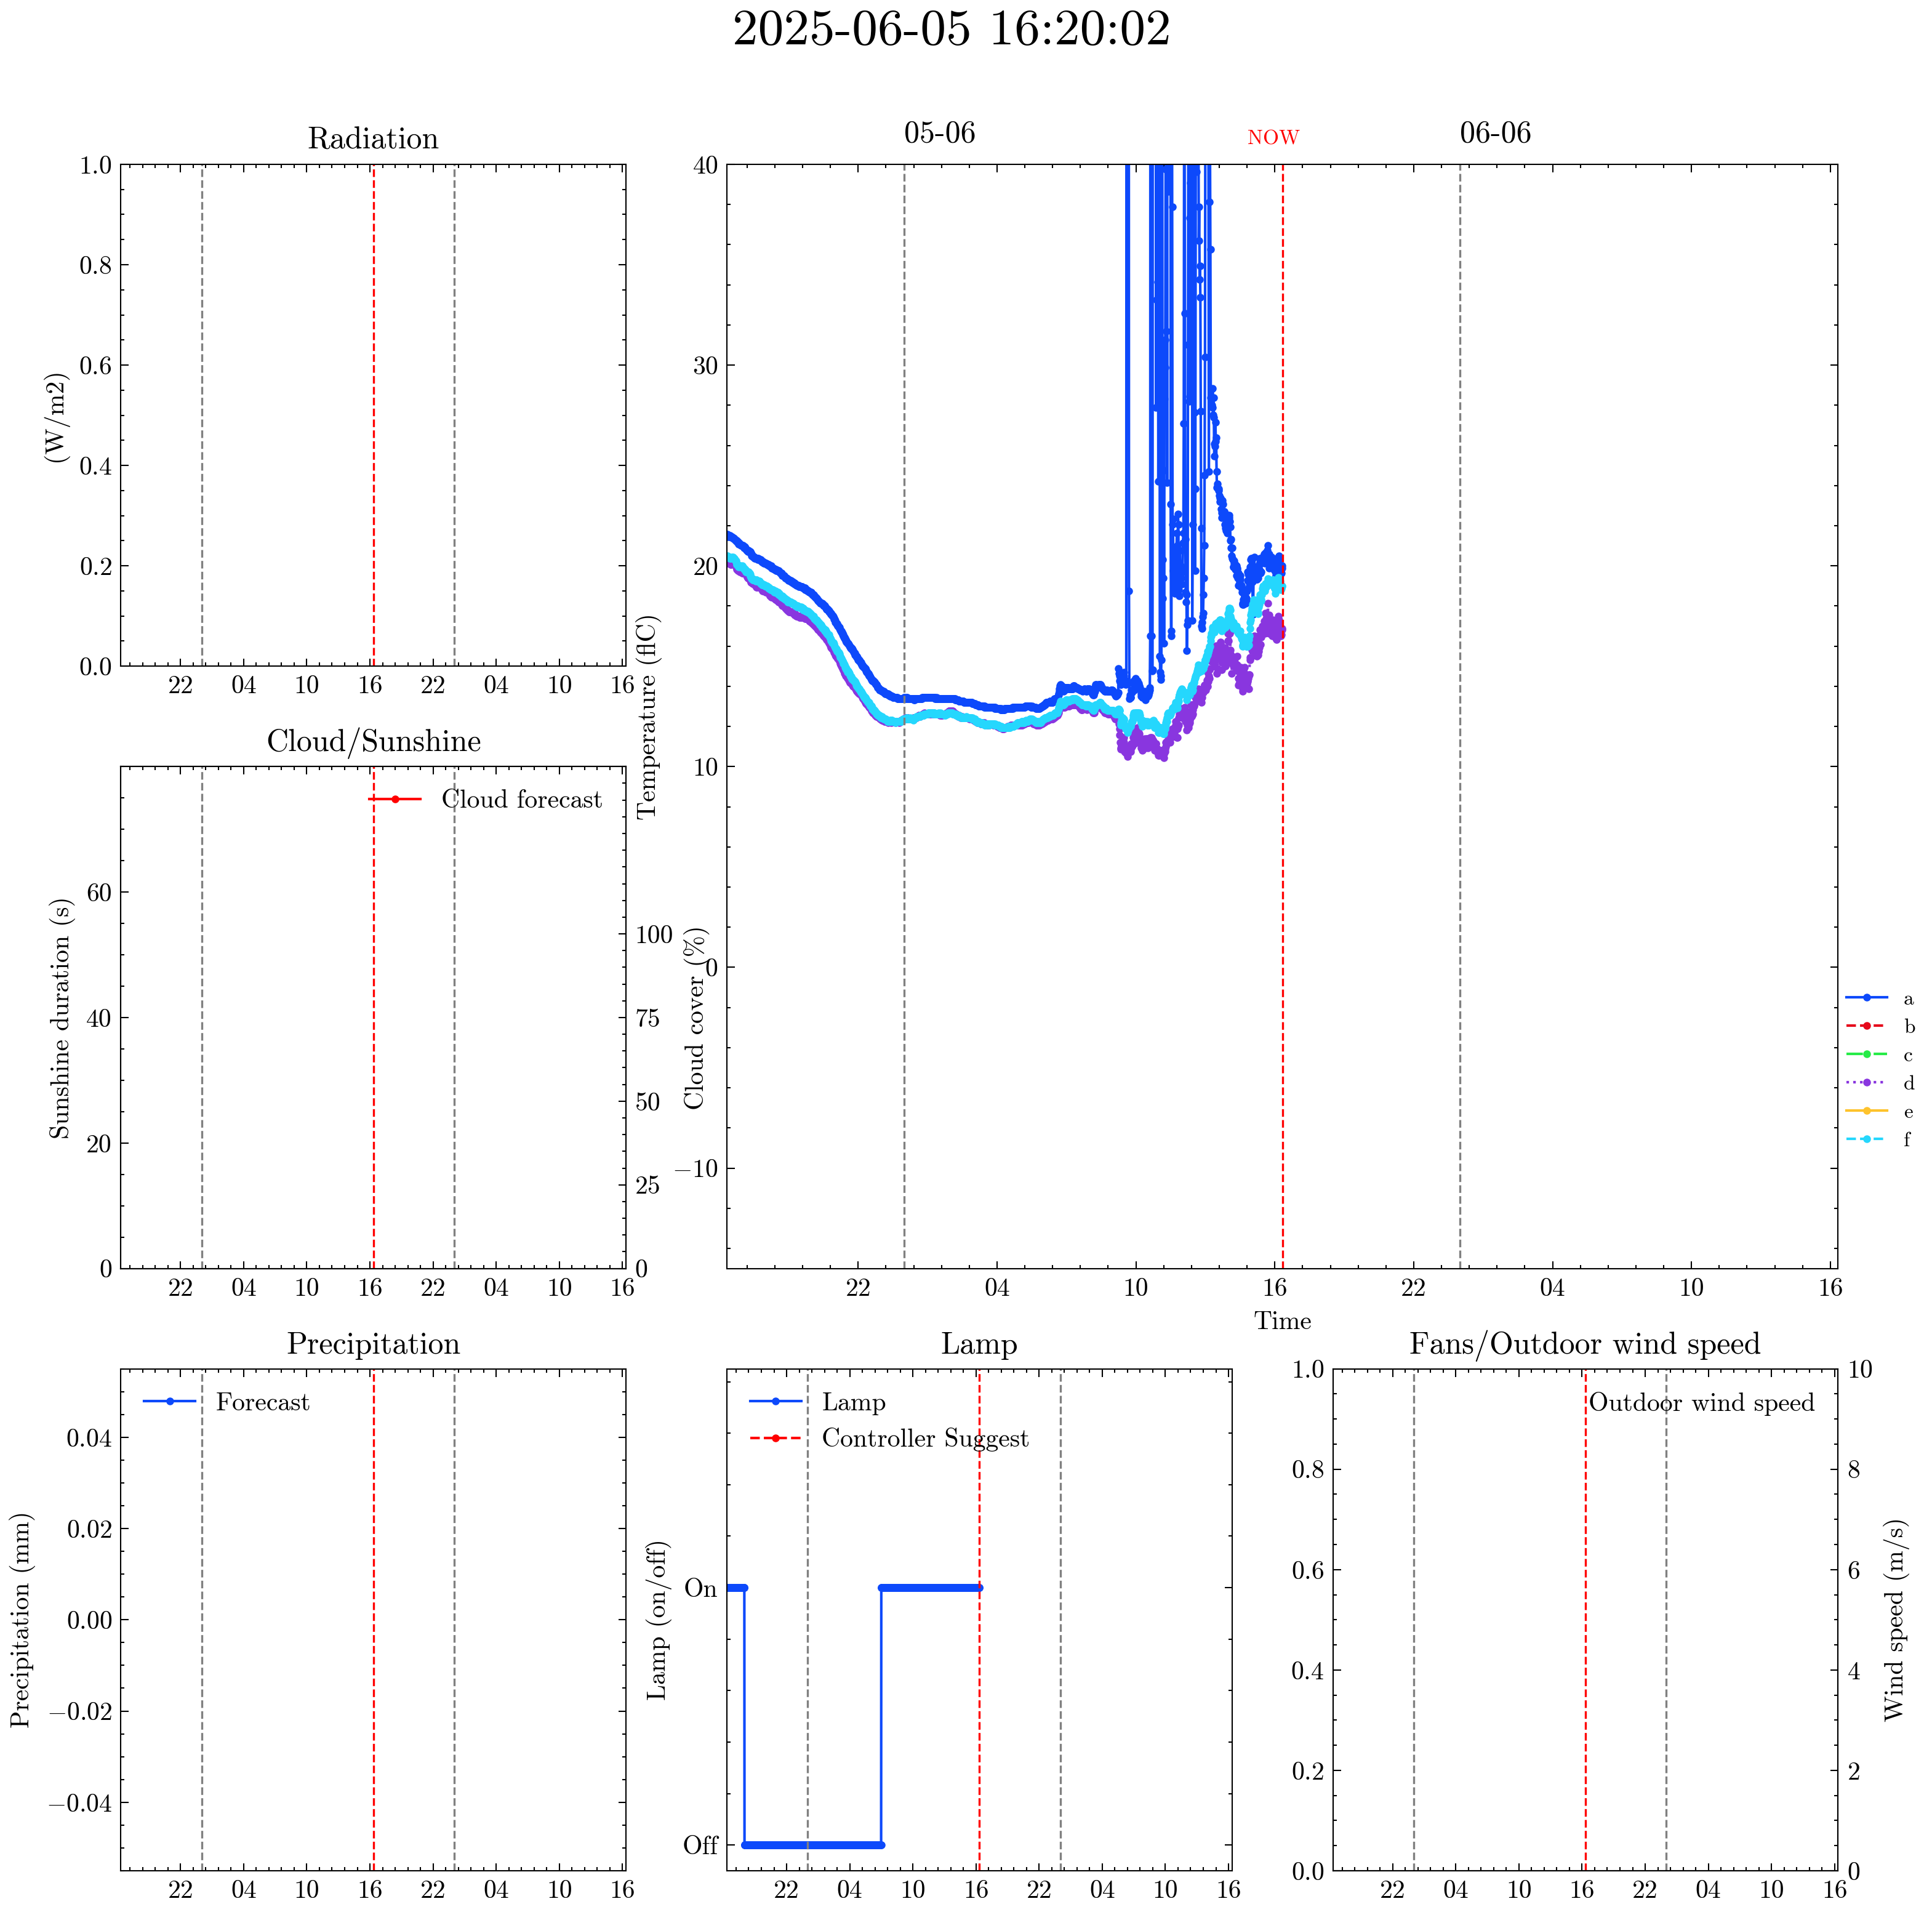 2025-06-05 16:20:02
Radiation
1.0
0.8
0.6
0.4
0.2
0.0
(W/m2)
22 04 10 16 22 04 10 16
05-06 NOW 06-06
40
30
20
10
0
−10
Temperature (flC)
22 04 10 16 22 04 10 16
Time
a
b
c
d
e
f
Cloud/Sunshine
Cloud forecast
60
40
20
0
Sunshine duration (s)
100
75
50
25
0
Cloud cover (%)
22 04 10 16 22 04 10 16
Precipitation
Forecast
0.04
0.02
0.00
−0.02
−0.04
Precipitation (mm)
22 04 10 16 22 04 10 16
Lamp
Lamp
Controller Suggest
On
Off
Lamp (on/off)
22 04 10 16 22 04 10 16
Fans/Outdoor wind speed
Outdoor wind speed
1.0
0.8
0.6
0.4
0.2
0.0
10
8
6
4
2
0
Wind speed (m/s)
22 04 10 16 22 04 10 16